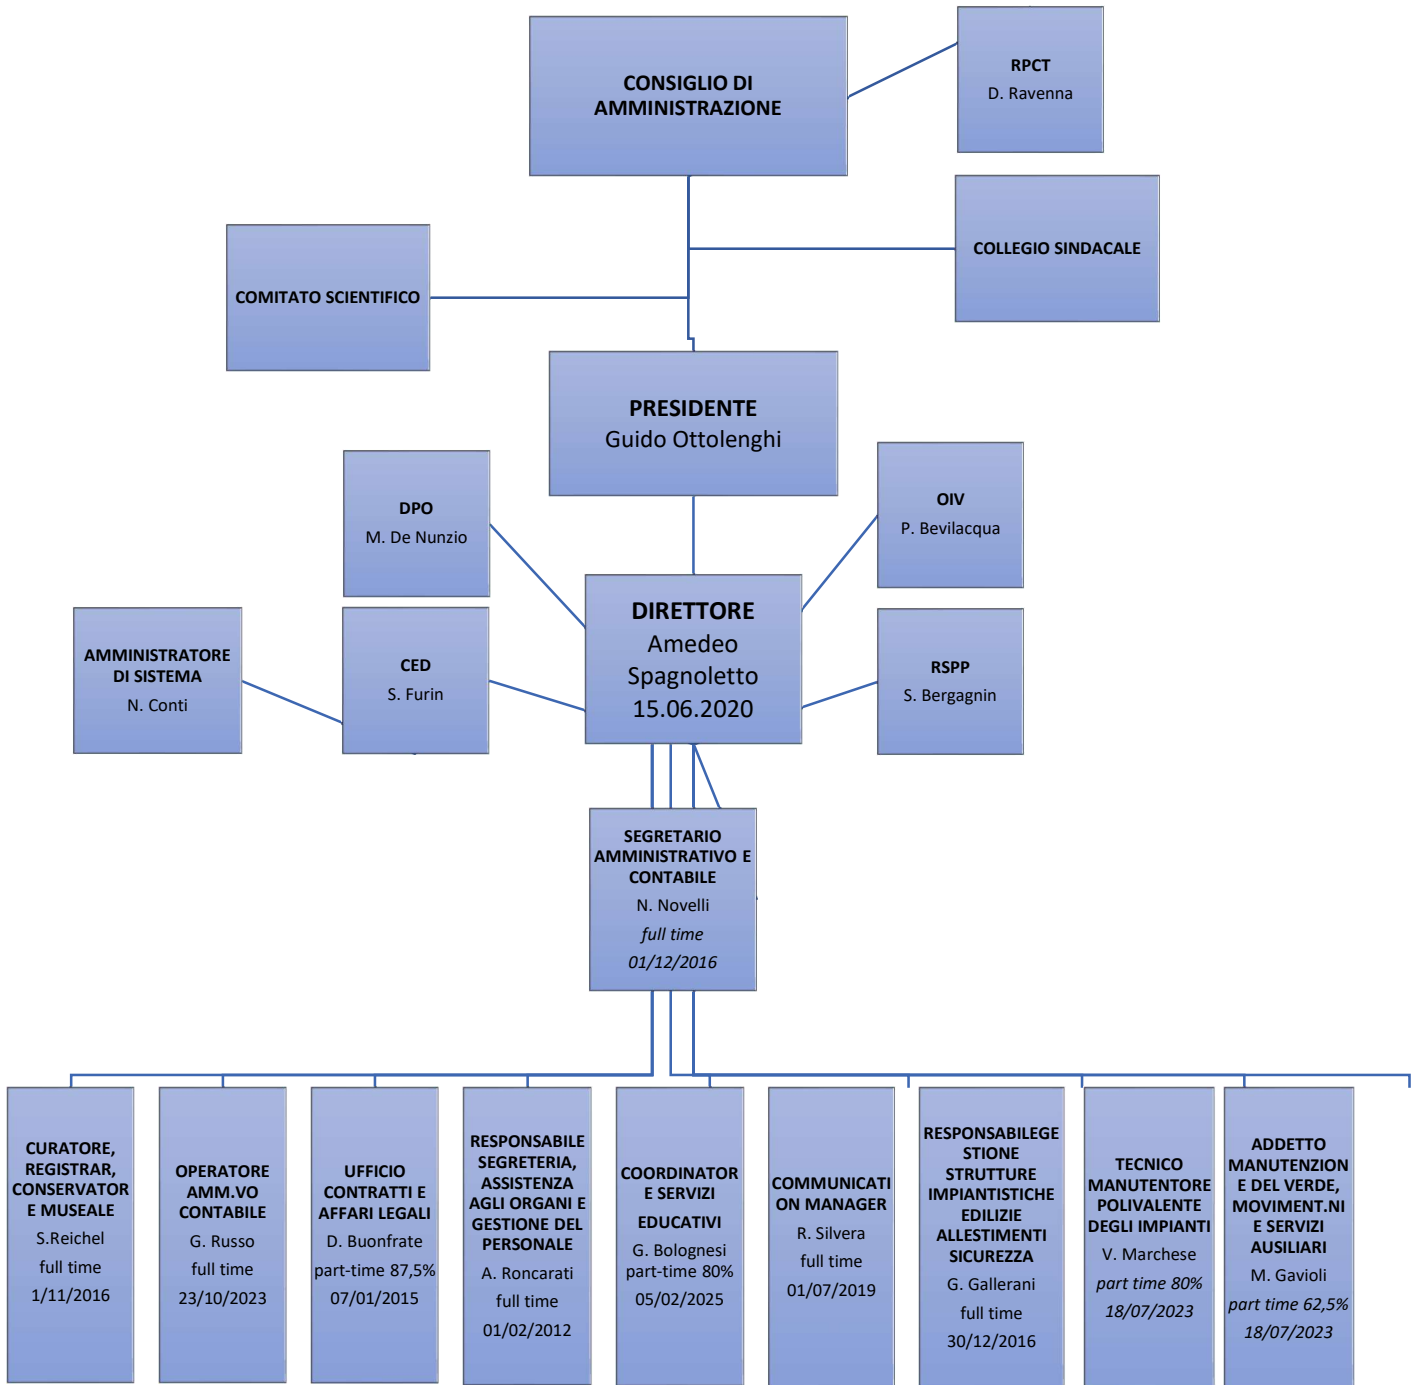 CONSIGLIO DI
AMMINISTRAZIONE
RPCT
D. Ravenna
COLLEGIO SINDACALE
COMITATO SCIENTIFICO
PRESIDENTE
Guido Ottolenghi
DPO
M. De Nunzio
OIV
P. Bevilacqua
DIRETTORE
Amedeo
Spagnoletto
15.06.2020
AMMINISTRATORE
DI SISTEMA
N. Conti
CED
S. Furin
RSPP
S. Bergagnin
SEGRETARIO
AMMINISTRATIVO E
CONTABILE
N. Novelli
full time
01/12/2016
CURATORE,
REGISTRAR,
CONSERVATOR
E MUSEALE
S.Reichel
full time
1/11/2016
OPERATORE
AMM.VO
CONTABILE
G. Russo
full time
23/10/2023
UFFICIO
CONTRATTI E
AFFARI LEGALI
D. Buonfrate
part-time 87,5%
07/01/2015
RESPONSABILE
SEGRETERIA,
ASSISTENZA
AGLI ORGANI E
GESTIONE DEL
PERSONALE
A. Roncarati
full time
01/02/2012
COORDINATOR
E SERVIZI
EDUCATIVI
G. Bolognesi
part-time 80%
05/02/2025
COMMUNICATI
ON MANAGER
R. Silvera
full time
01/07/2019
RESPONSABILEGE
STIONE
STRUTTURE
IMPIANTISTICHE
EDILIZIE
ALLESTIMENTI
SICUREZZA
G. Gallerani
full time
30/12/2016
TECNICO
MANUTENTORE
POLIVALENTE
DEGLI IMPIANTI
V. Marchese
part time 80%
18/07/2023
ADDETTO
MANUTENZION
E DEL VERDE,
MOVIMENT.NI
E SERVIZI
AUSILIARI
M. Gavioli
part time 62,5%
18/07/2023